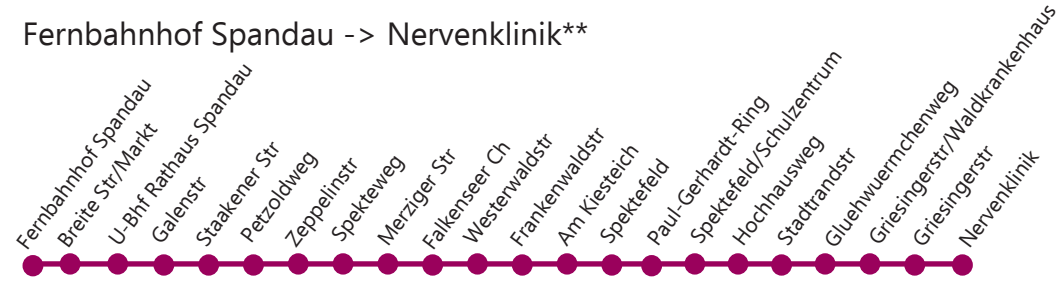 Fernbahnhof Spandau -> Nervenklinik**
Fernbahnhof Spandau
Breite Str/Markt
U-Bhf Rathaus Spandau
Galenstr
Staakener Str
Petzoldweg
Zeppelinstr
Spekteweg
Merziger Str
Falkenseer Ch
Westerwaldstr
Frankenwaldstr
Am Kiesteich
Spektefeld
Paul-Gerhardt-Ring
Spektefeld/Schulzentrum
Hochhausweg
Stadtrandstr
Gluehwuermchenweg
Griesingerstr/Waldkrankenhaus
Griesingerstr
Nervenklinik